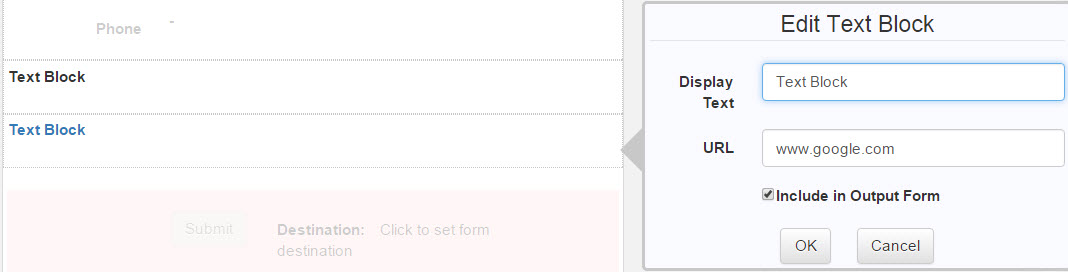 Phone
-
Text Block
Text Block
Submit
Destination: Click to set form
destination
Edit Text Block
Display
Text
Text Block
URL
www.google.com
Include in Output Form
OK
Cancel